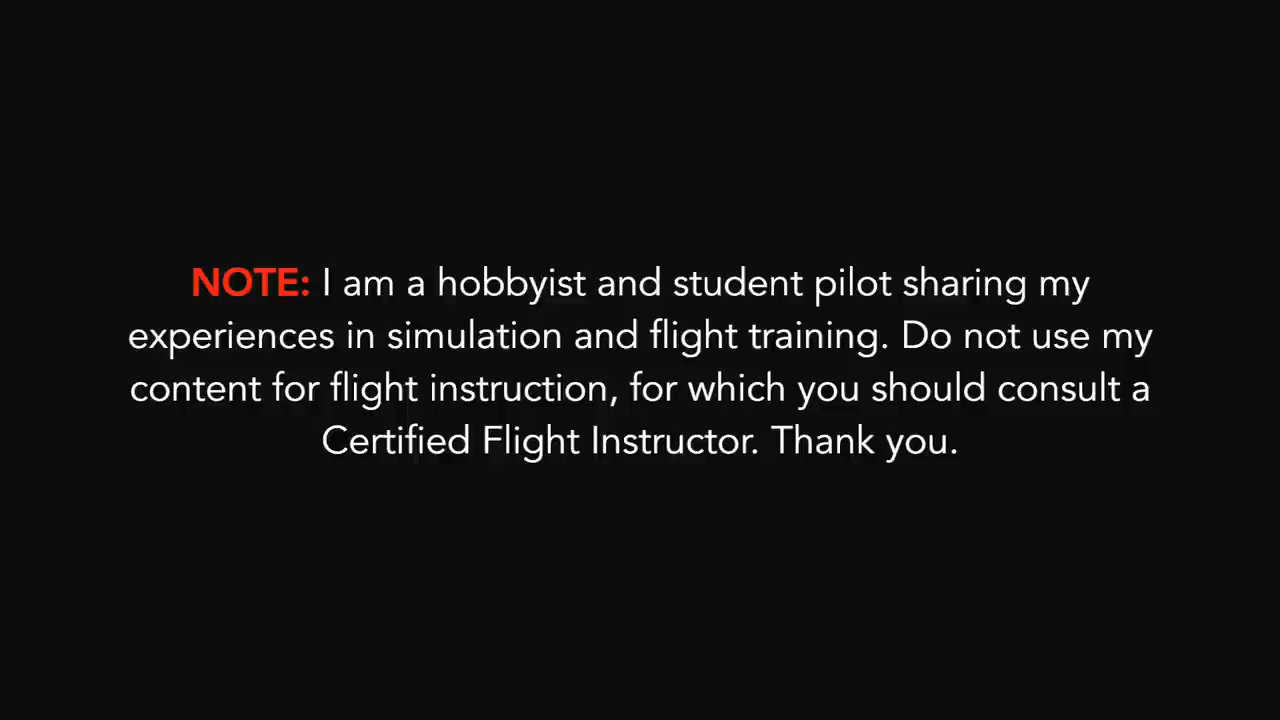 NOTE: I am a hobbyist and student pilot sharing my
experiences in simulation and flight training. Do not use my
content for flight instruction, for which you should consult a
Certified Flight Instructor. Thank you.